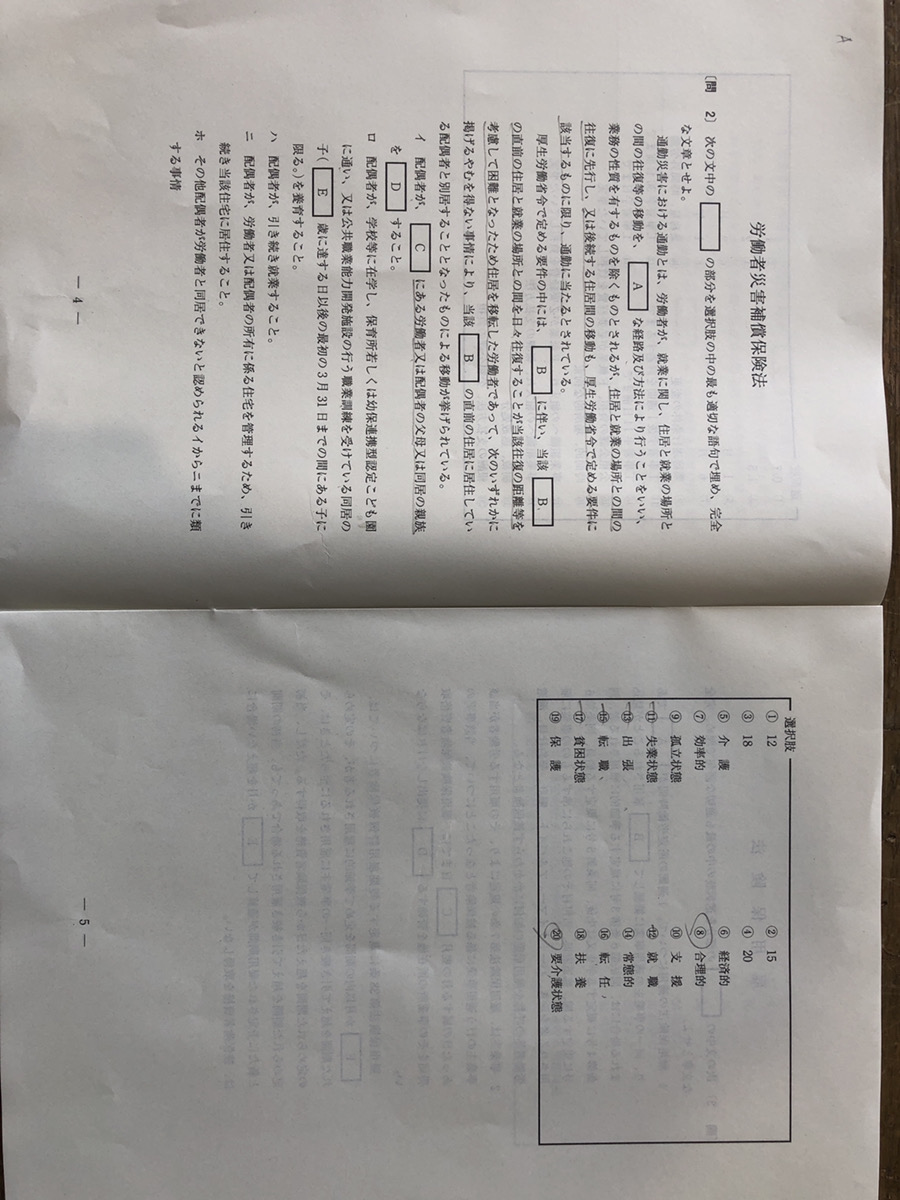 A
労働者災害補償保険法
〔問 2〕 次の文中の の部分を選択肢の中の最も適切な語句で埋め、完全
な文章とせよ。
通勤災害における通勤とは、労働者が、就業に関し、住居と就業の場所と
の間の往復等の移動を、 A な経路及び方法により行うことをいい、
業務の性質を有するものを除くものとされるが、住居と就業の場所との間の
往復に先行し、又は後続する住居間の移動も、厚生労働省令で定める要件に
該当するものに限り、通勤に当たるとされている。
厚生労働省令で定める要件の中には、 B に伴い、当該 B
の直前の住居と就業の場所との間を日々往復することが当該往復の距離等を
考慮して困難となったため住居を移転した労働者であって、次のいずれかに
掲げるやむを得ない事情により、当該 B の直前の住居に居住してい
る配偶者と別居することとなったものによる移動が挙げられている。
イ 配偶者が、 C にある労働者又は配偶者の父母又は同居の親族
を D すること。
ロ 配偶者が、学校等に在学し、保育所若しくは幼保連携型認定こども園
に通い、又は公共職業能力開発施設の行う職業訓練を受けている同居の
子( E 歳に達する日以後の最初の3月31日までの間にある子に
限る。)を養育すること。
ハ 配偶者が、引き続き就業すること。
ニ 配偶者が、労働者又は配偶者の所有に係る住宅を管理するため、引き
続き当該住宅に居住すること。
ホ その他配偶者が労働者と同居できないと認められるイからニまでに類
する事情
— 4 —
選択肢
① 12 ② 15
③ 18 ④ 20
⑤ 介護 ⑥ 経済的
⑦ 効率的 ⑧ 合理的
⑨ 孤立状態 ⑩ 支援
⑪ 失業状態 ⑫ 就職
⑬ 出張 ⑭ 常態的
⑮ 転職 ⑯ 転任
⑰ 貧困状態 ⑱ 扶養
⑲ 保護 ⑳ 要介護状態
— 5 —